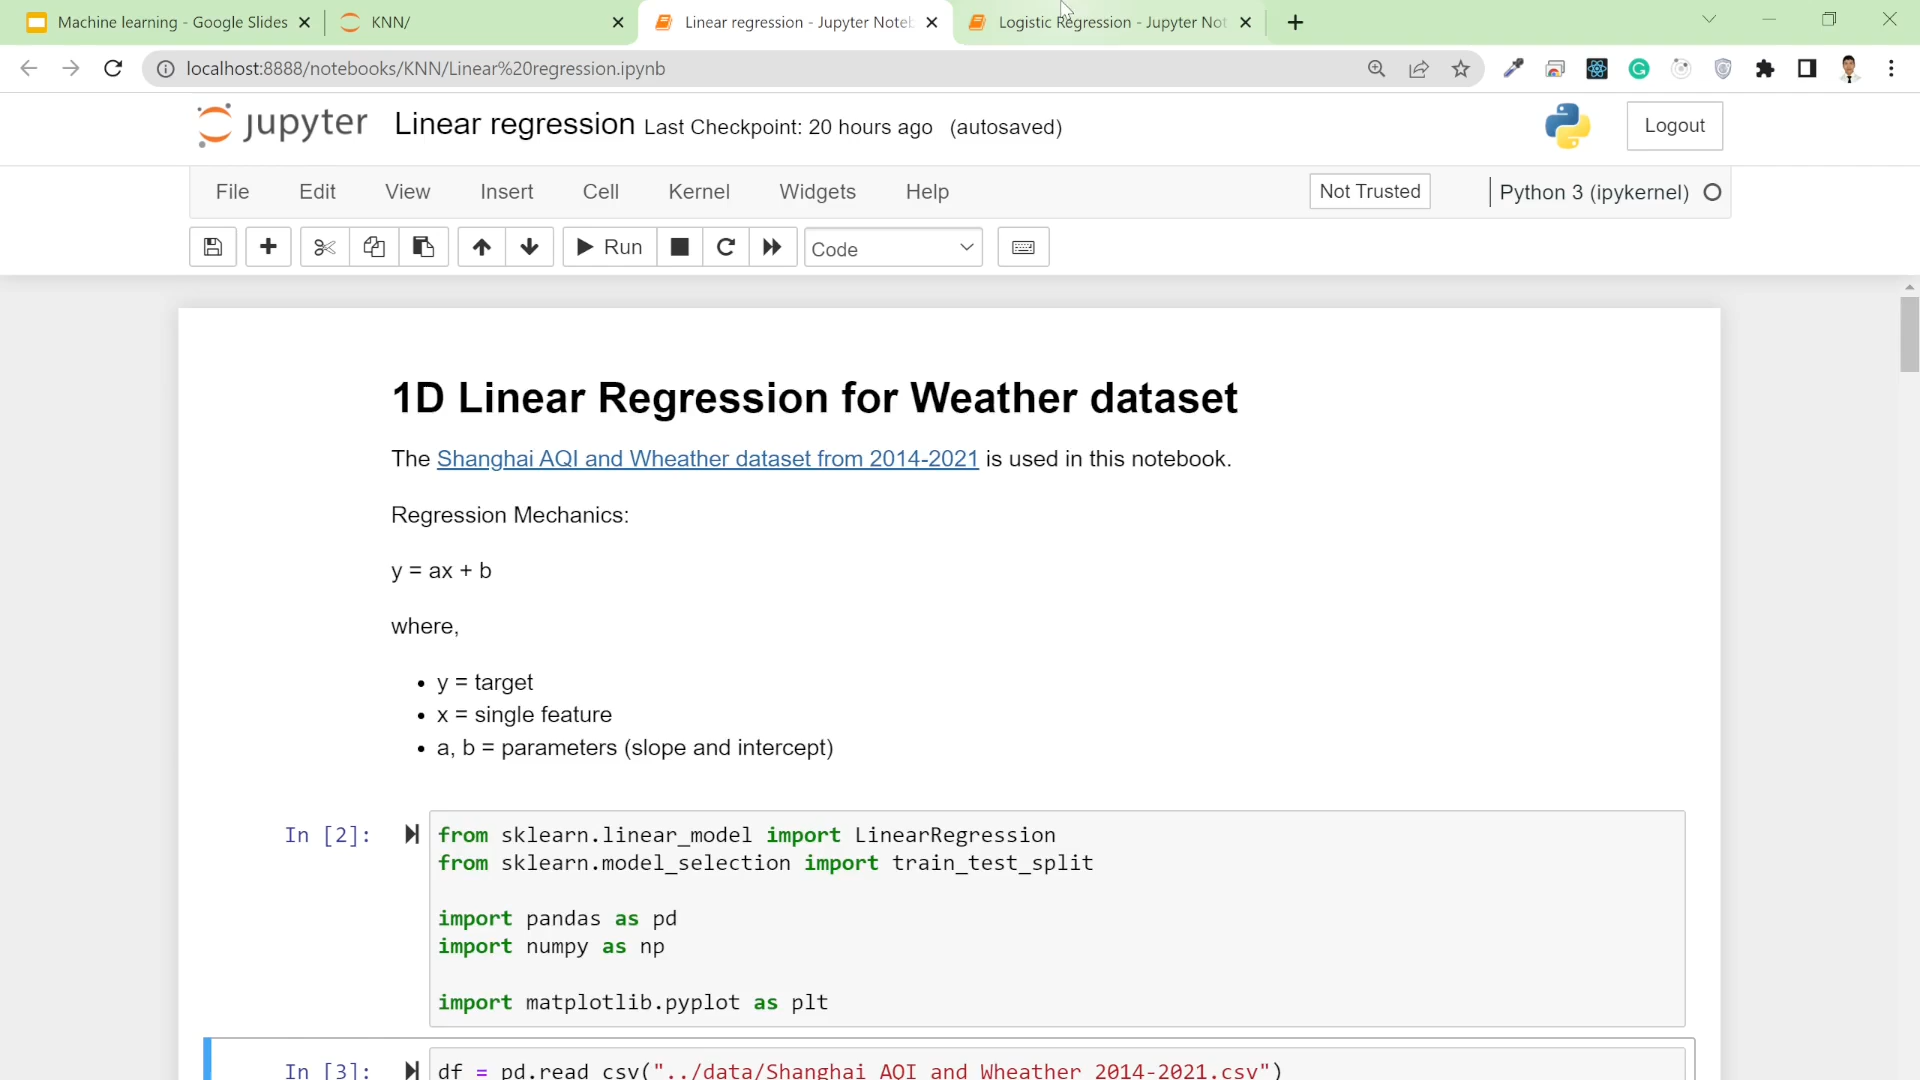 Machine learning - Google Slides
KNN/
Linear regression - Jupyter Noteb
Logistic Regression - Jupyter Not
localhost:8888/notebooks/KNN/Linear%20regression.ipynb
jupyter
Linear regression Last Checkpoint: 20 hours ago (autosaved)
Logout
File Edit View Insert Cell Kernel Widgets Help
Not Trusted
Python 3 (ipykernel)
Run
Code
1D Linear Regression for Weather dataset
The Shanghai AQI and Wheather dataset from 2014-2021 is used in this notebook.
Regression Mechanics:
y = ax + b
where,
• y = target
• x = single feature
• a, b = parameters (slope and intercept)
In [2]:
from sklearn.linear_model import LinearRegression
from sklearn.model_selection import train_test_split
import pandas as pd
import numpy as np
import matplotlib.pyplot as plt
In [3]:
df = pd.read_csv("../data/Shanghai AQI and Wheather 2014-2021.csv")